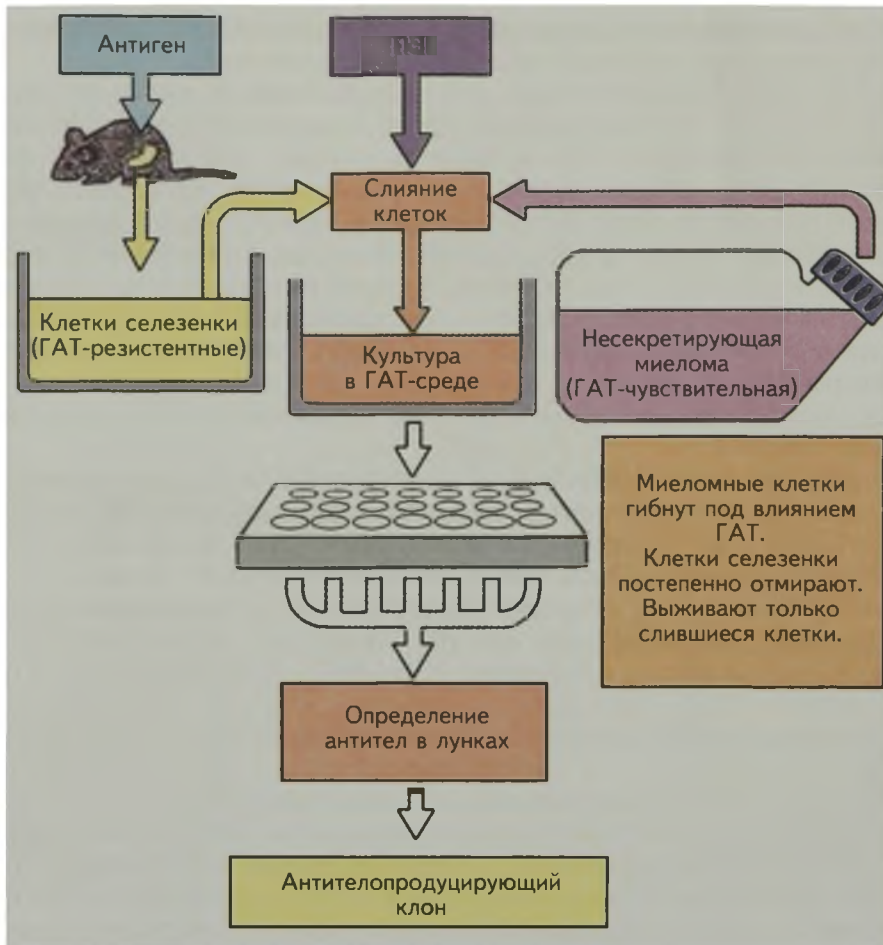 Антиген
Слияние
клеток
Клетки селезенки
(ГАТ-резистентные)
Культура
в ГАТ-среде
Несекретирующая
миелома
(ГАТ-чувствительная)
Миеломные клетки
гибнут под влиянием
ГАТ.
Клетки селезенки
постепенно отмирают.
Выживают только
слившиеся клетки.
Определение
антител в лунках
Антителопродуцирующий
клон